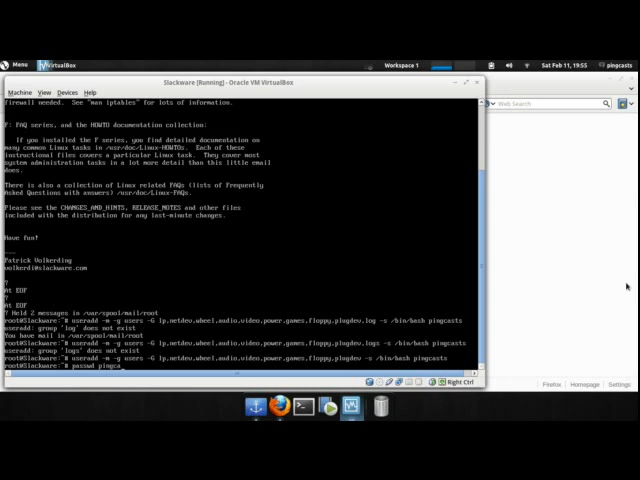 Menu
VirtualBox
Workspace 1
Sat Feb 11, 19:55
pingcasts
Slackware [Running] - Oracle VM VirtualBox
Machine View Devices Help
Web Search
firewall needed. See "man iptables" for lots of information.
F: FAQ series, and the HOWTO documentation collection:
If you installed the F series, you find detailed documentation on
many common Linux tasks in /usr/doc/Linux-HOWTOs. Each of these
instructional files covers a particular Linux task. They cover most
system administration tasks in a lot more detail than this little email
does.
There is also a collection of Linux related FAQs (lists of Frequently
Asked Questions with answers) /usr/doc/Linux-FAQs.
Please see the CHANGES_AND_HINTS, RELEASE_NOTES and other files
included with the distribution for any last-minute changes.
Have fun!
---
Patrick Volkerding
volkerdi@slackware.com
?
At EOF
?
At EOF
? Held 2 messages in /var/spool/mail/root
root@Slackware:~# useradd -m -g users -G lp,netdev,wheel,audio,video,power,games,floppy,plugdev,log -s /bin/bash pingcasts
useradd: group 'log' does not exist
You have mail in /var/spool/mail/root
root@Slackware:~# useradd -m -g users -G lp,netdev,wheel,audio,video,power,games,floppy,plugdev,logs -s /bin/bash pingcasts
useradd: group 'logs' does not exist
root@Slackware:~# useradd -m -g users -G lp,netdev,wheel,audio,video,power,games,floppy,plugdev -s /bin/bash pingcasts
root@Slackware:~# passwd pingca_
Right Ctrl
Firefox Homepage Settings